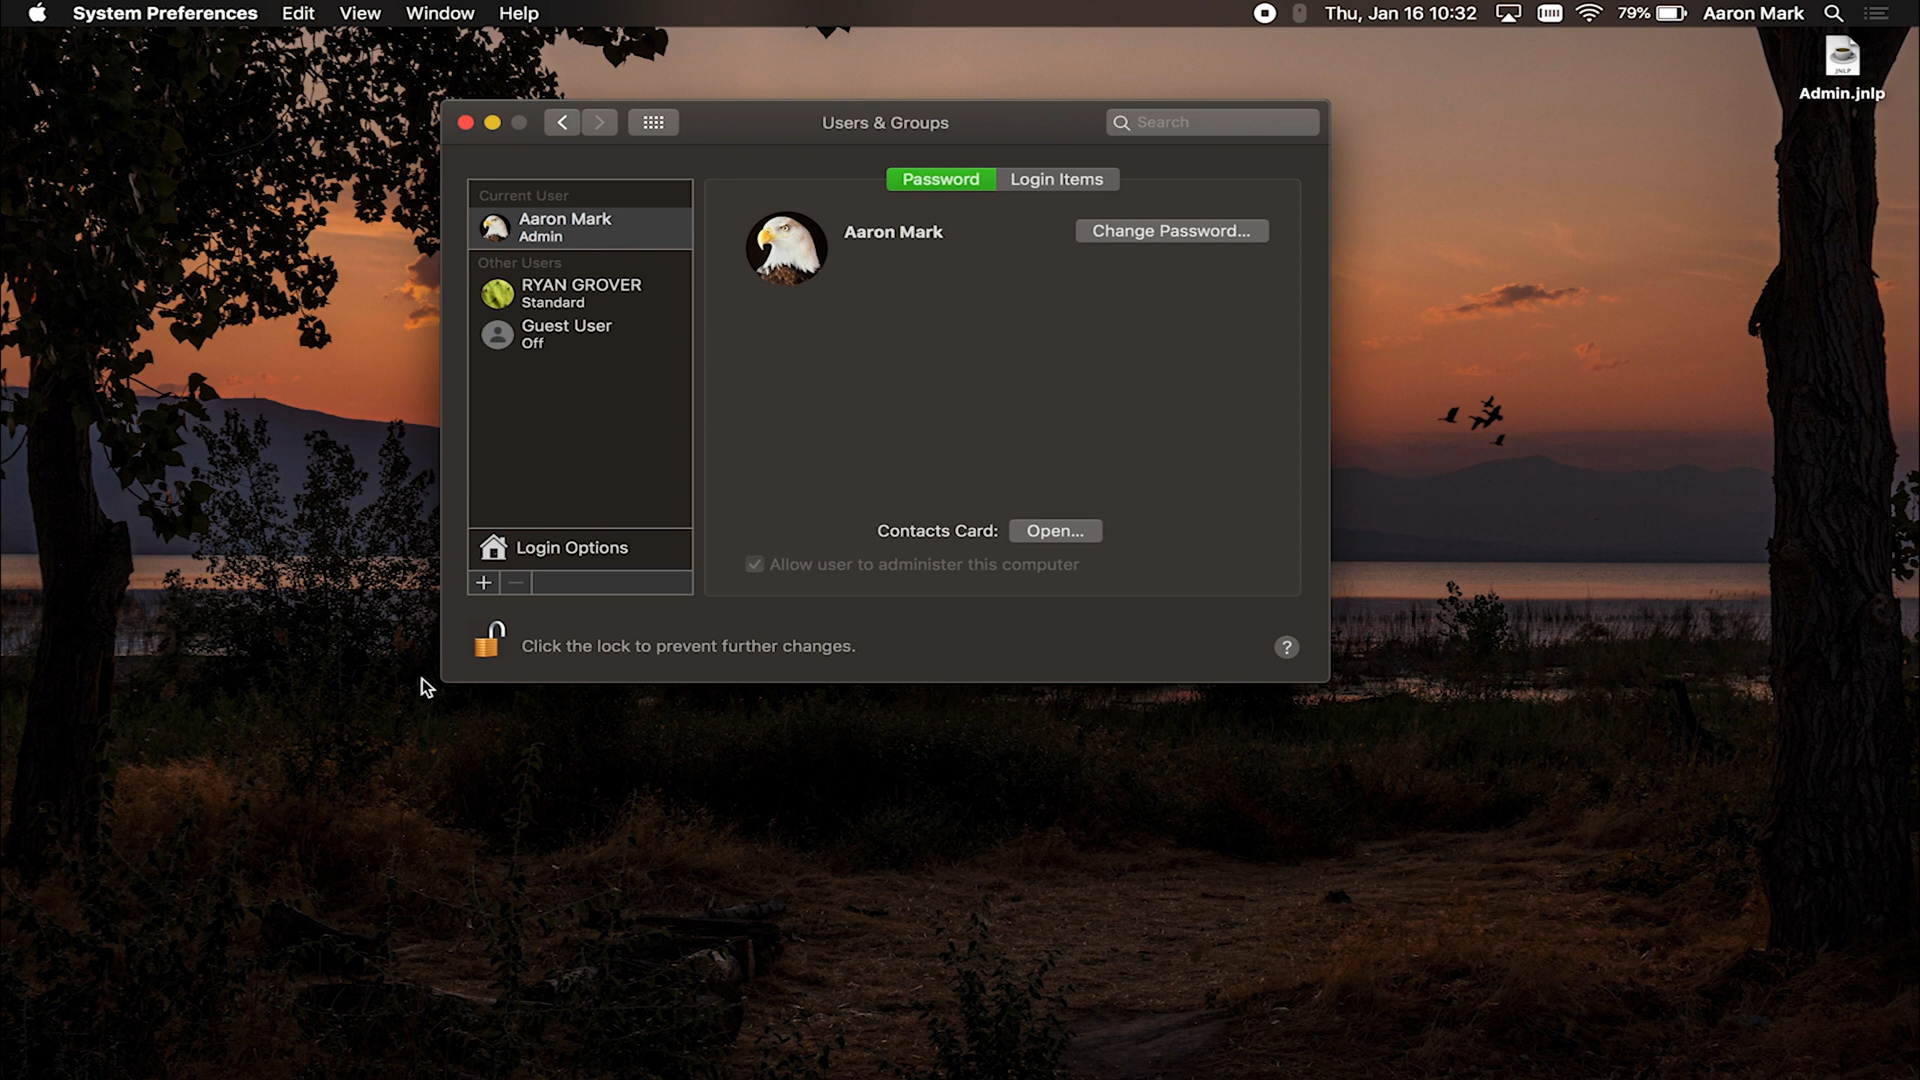 System Preferences Edit View Window Help
Thu, Jan 16 10:32 79% Aaron Mark
JNLP
Admin.jnlp
Users & Groups
Search
Password Login Items
Current User
Aaron Mark
Admin
Other Users
RYAN GROVER
Standard
Guest User
Off
Login Options
+ −
Aaron Mark
Change Password...
Contacts Card: Open...
Allow user to administer this computer
Click the lock to prevent further changes.
?